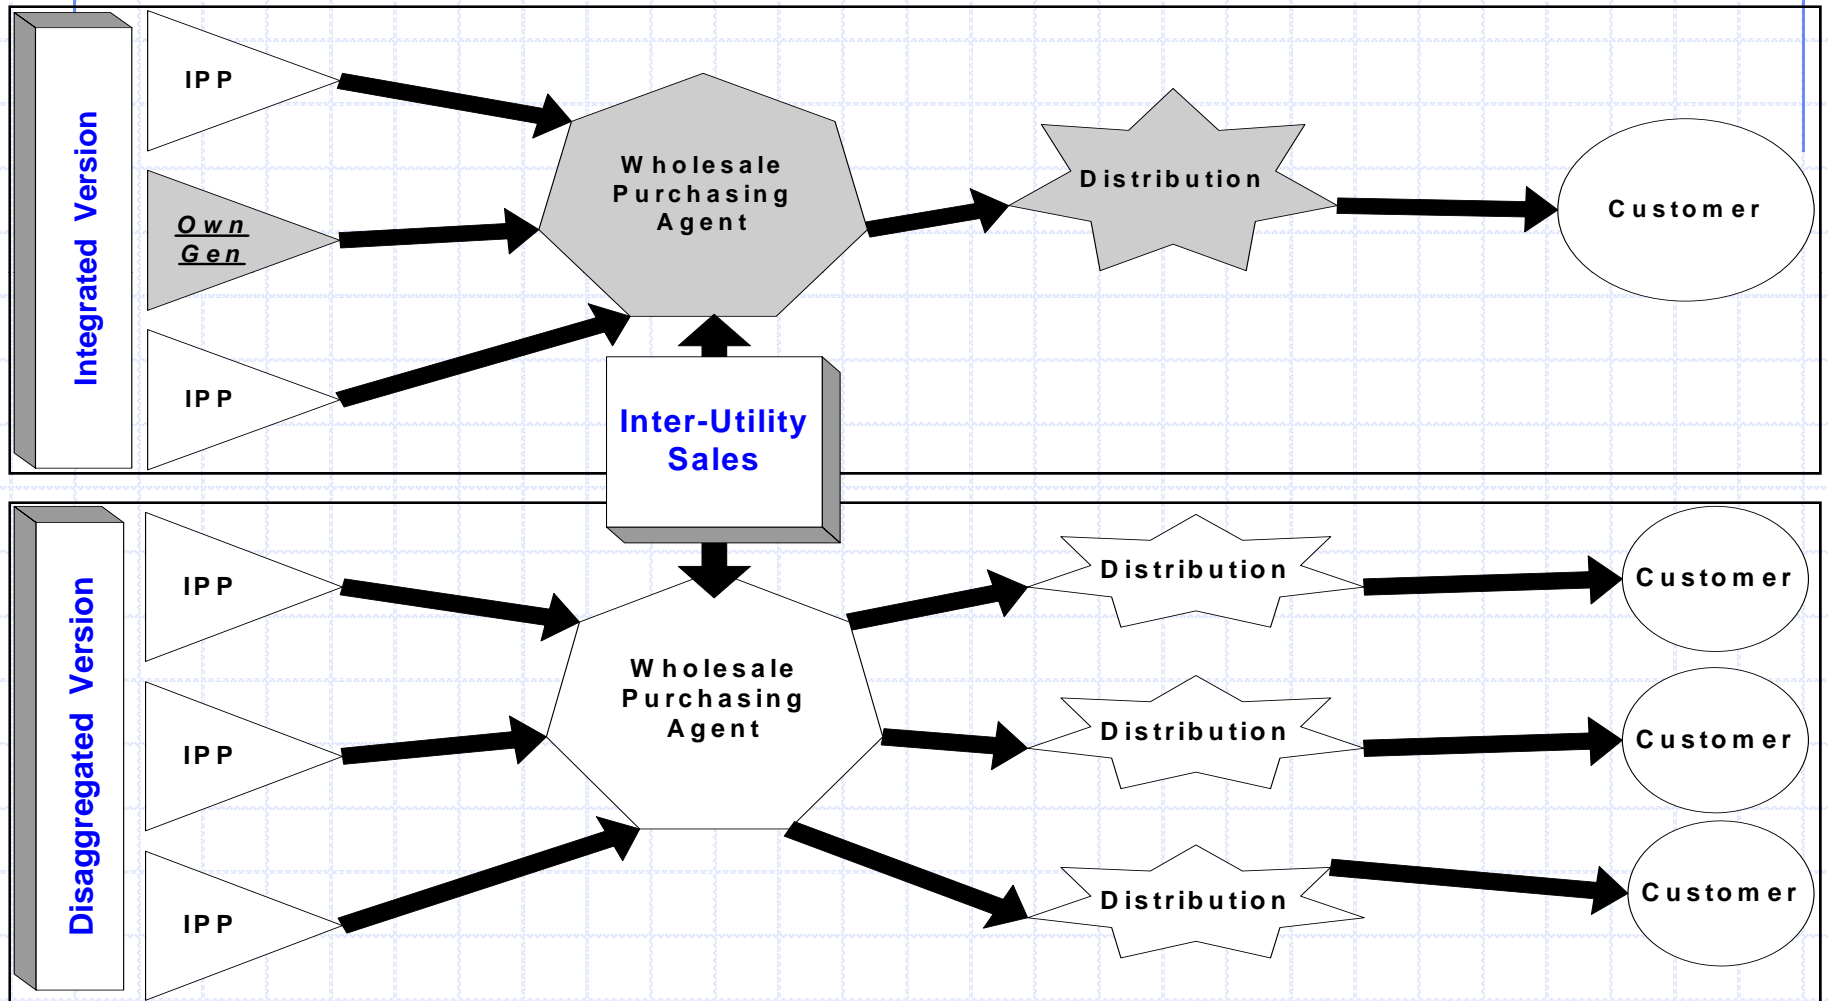 Integrated Version
IPP
Own
Gen
IPP
Wholesale
Purchasing
Agent
Distribution
Customer
Inter-Utility
Sales
Disaggregated Version
IPP
IPP
IPP
Wholesale
Purchasing
Agent
Distribution
Customer
Distribution
Customer
Distribution
Customer